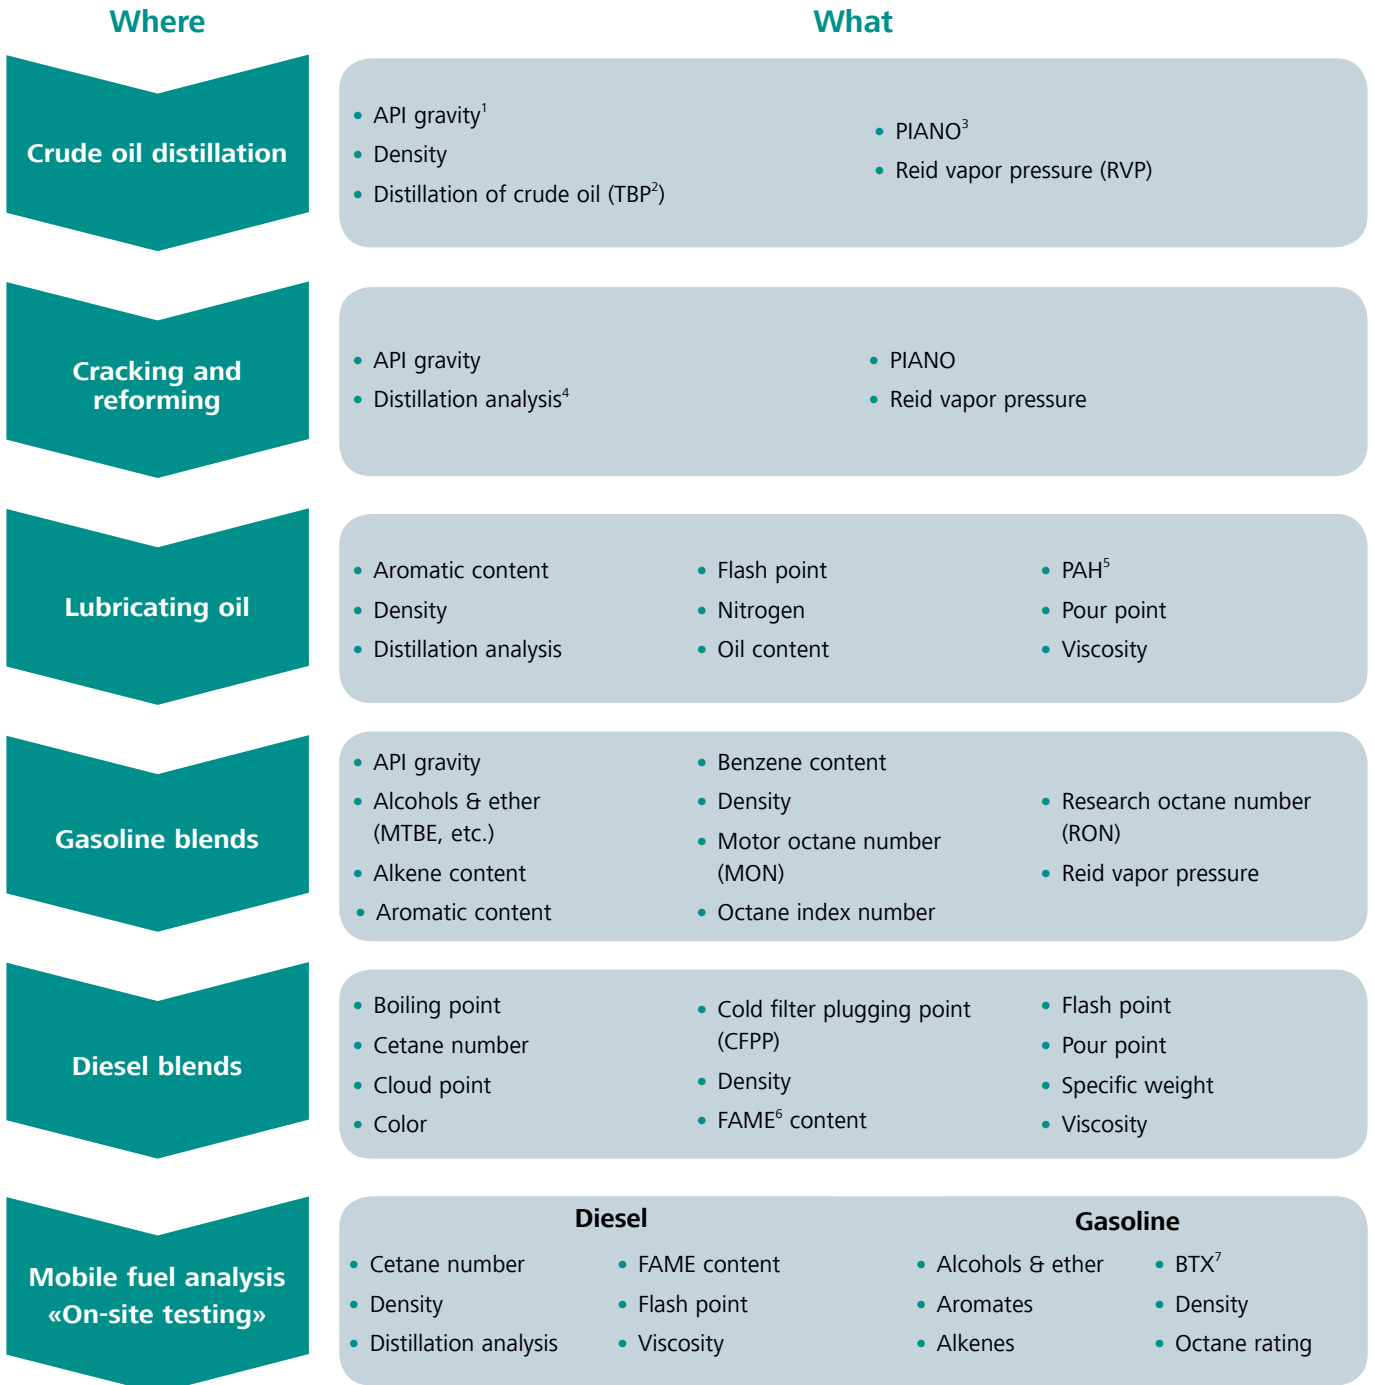 Where
What
Crude oil distillation
• API gravity¹
• Density
• Distillation of crude oil (TBP²)
• PIANO³
• Reid vapor pressure (RVP)
Cracking and
reforming
• API gravity
• Distillation analysis⁴
• PIANO
• Reid vapor pressure
Lubricating oil
• Aromatic content
• Density
• Distillation analysis
• Flash point
• Nitrogen
• Oil content
• PAH⁵
• Pour point
• Viscosity
Gasoline blends
• API gravity
• Alcohols & ether
(MTBE, etc.)
• Alkene content
• Aromatic content
• Benzene content
• Density
• Motor octane number
(MON)
• Octane index number
• Research octane number
(RON)
• Reid vapor pressure
Diesel blends
• Boiling point
• Cetane number
• Cloud point
• Color
• Cold filter plugging point
(CFPP)
• Density
• FAME⁶ content
• Flash point
• Pour point
• Specific weight
• Viscosity
Mobile fuel analysis
«On-site testing»
Diesel
• Cetane number
• Density
• Distillation analysis
• FAME content
• Flash point
• Viscosity
Gasoline
• Alcohols & ether
• Aromates
• Alkenes
• BTX⁷
• Density
• Octane rating